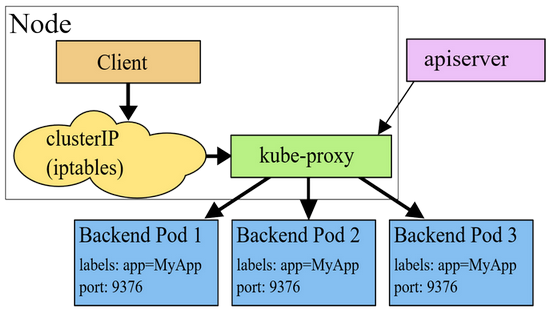 Node
Client
apiserver
clusterIP
(iptables)
kube-proxy
Backend Pod 1
labels: app=MyApp
port: 9376
Backend Pod 2
labels: app=MyApp
port: 9376
Backend Pod 3
labels: app=MyApp
port: 9376